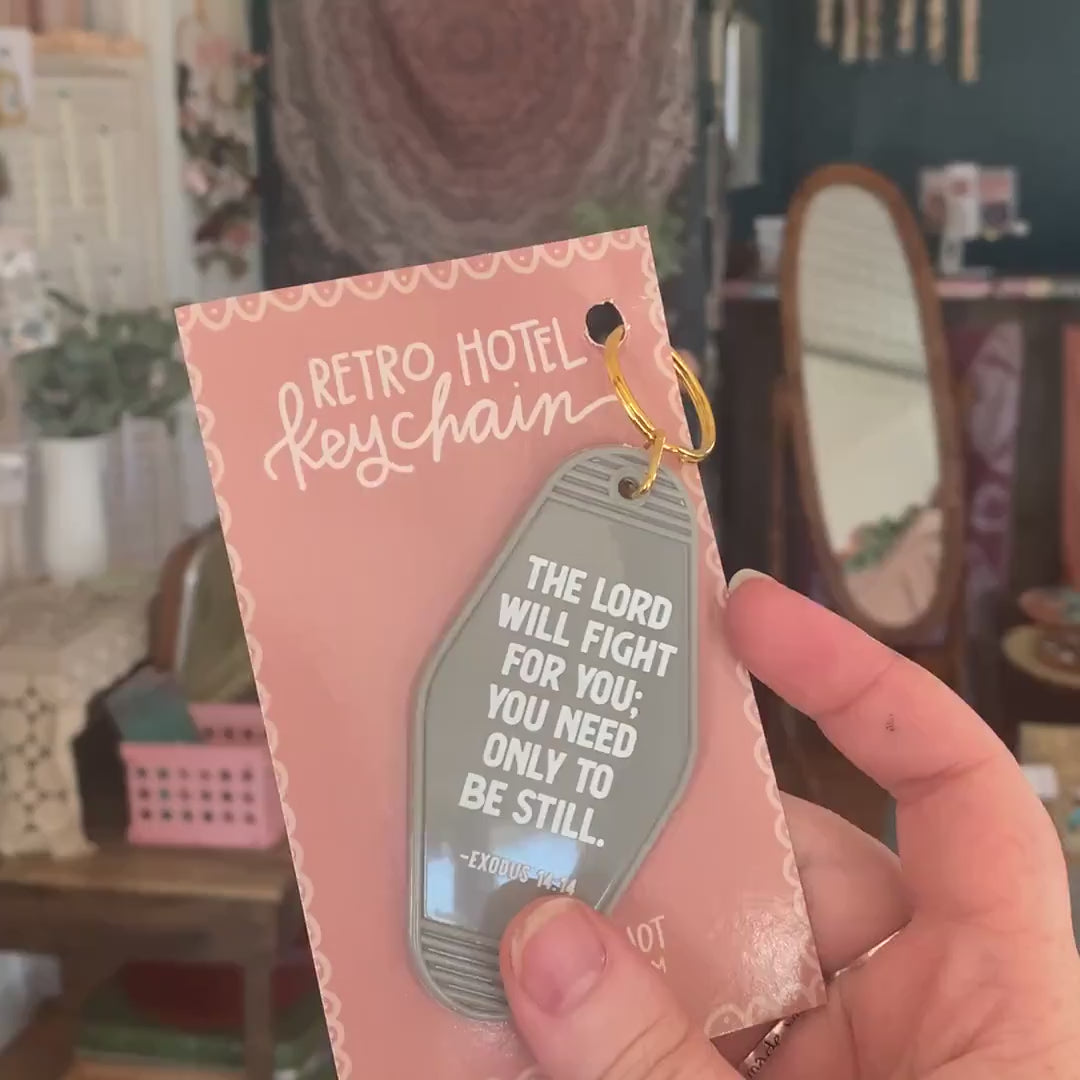 RETRO HOTEL
keychain
THE LORD
WILL FIGHT
FOR YOU;
YOU NEED
ONLY TO
BE STILL.
-EXODUS 14:14